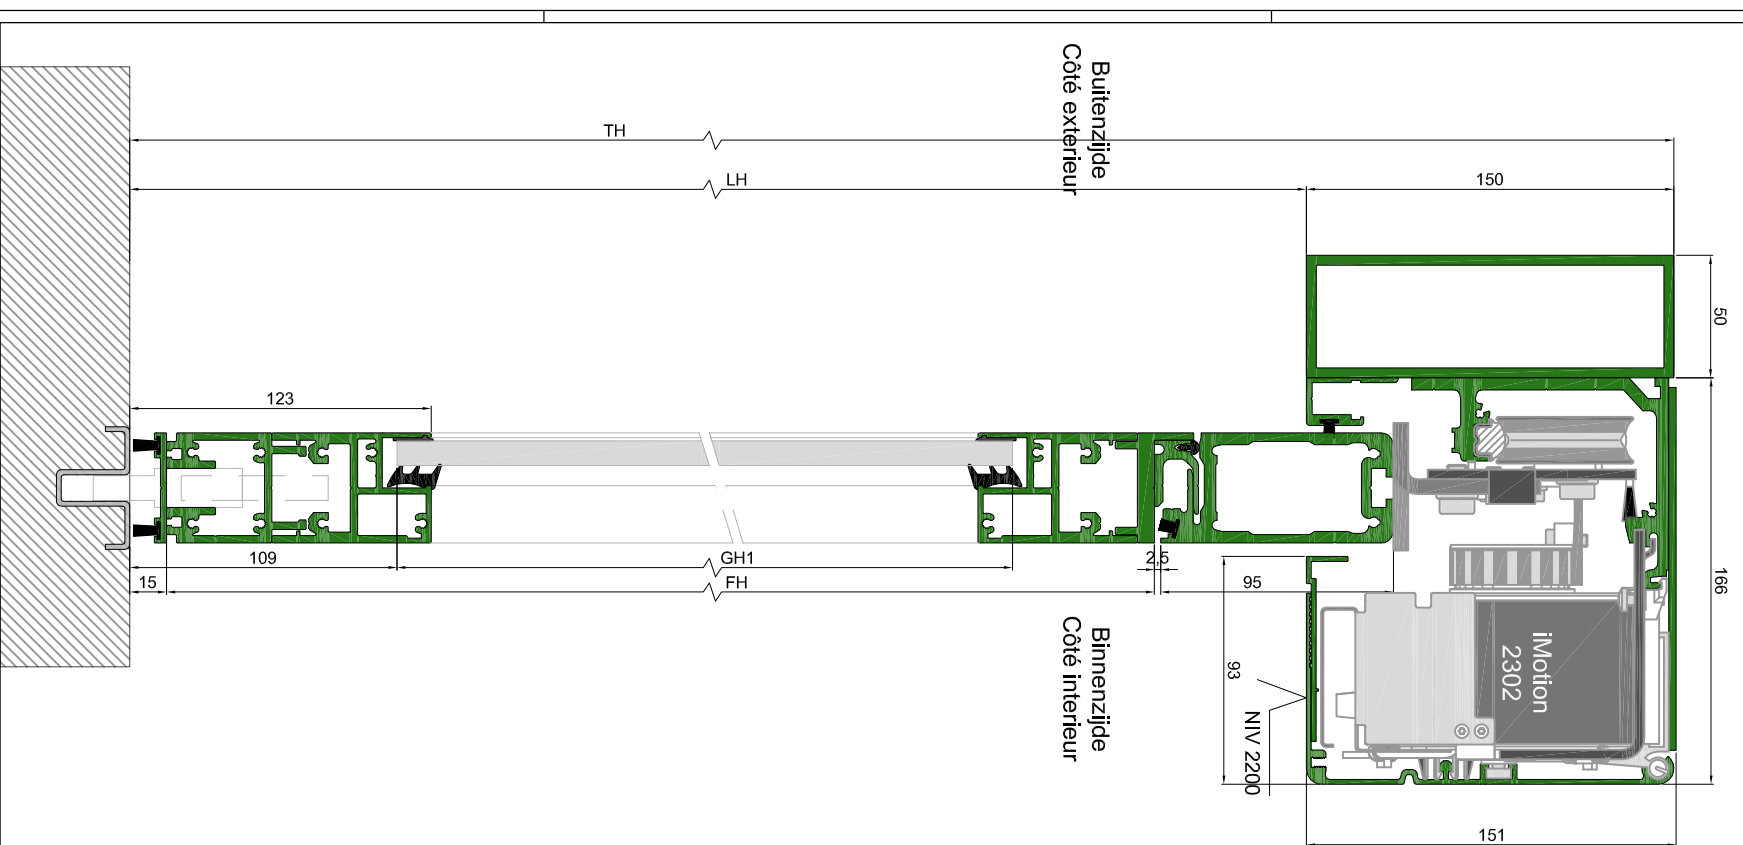 Buitenzijde
Côté exterieur
TH
LH
150
50
123
109
GH1
2,5
15
FH
95
166
iMotion
2302
93
Binnenzijde
Côté interieur
NIV 2200
151